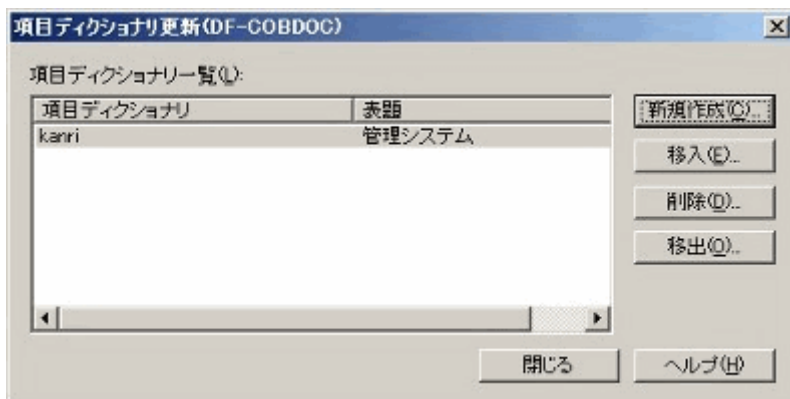 項目ディクショナリ更新(DF-COBDOC)
項目ディクショナリ一覧(L):
項目ディクショナリ 表題
kanri 管理システム
新規作成(C)...
移入(E)...
削除(D)...
移出(O)...
閉じる ヘルプ(H)